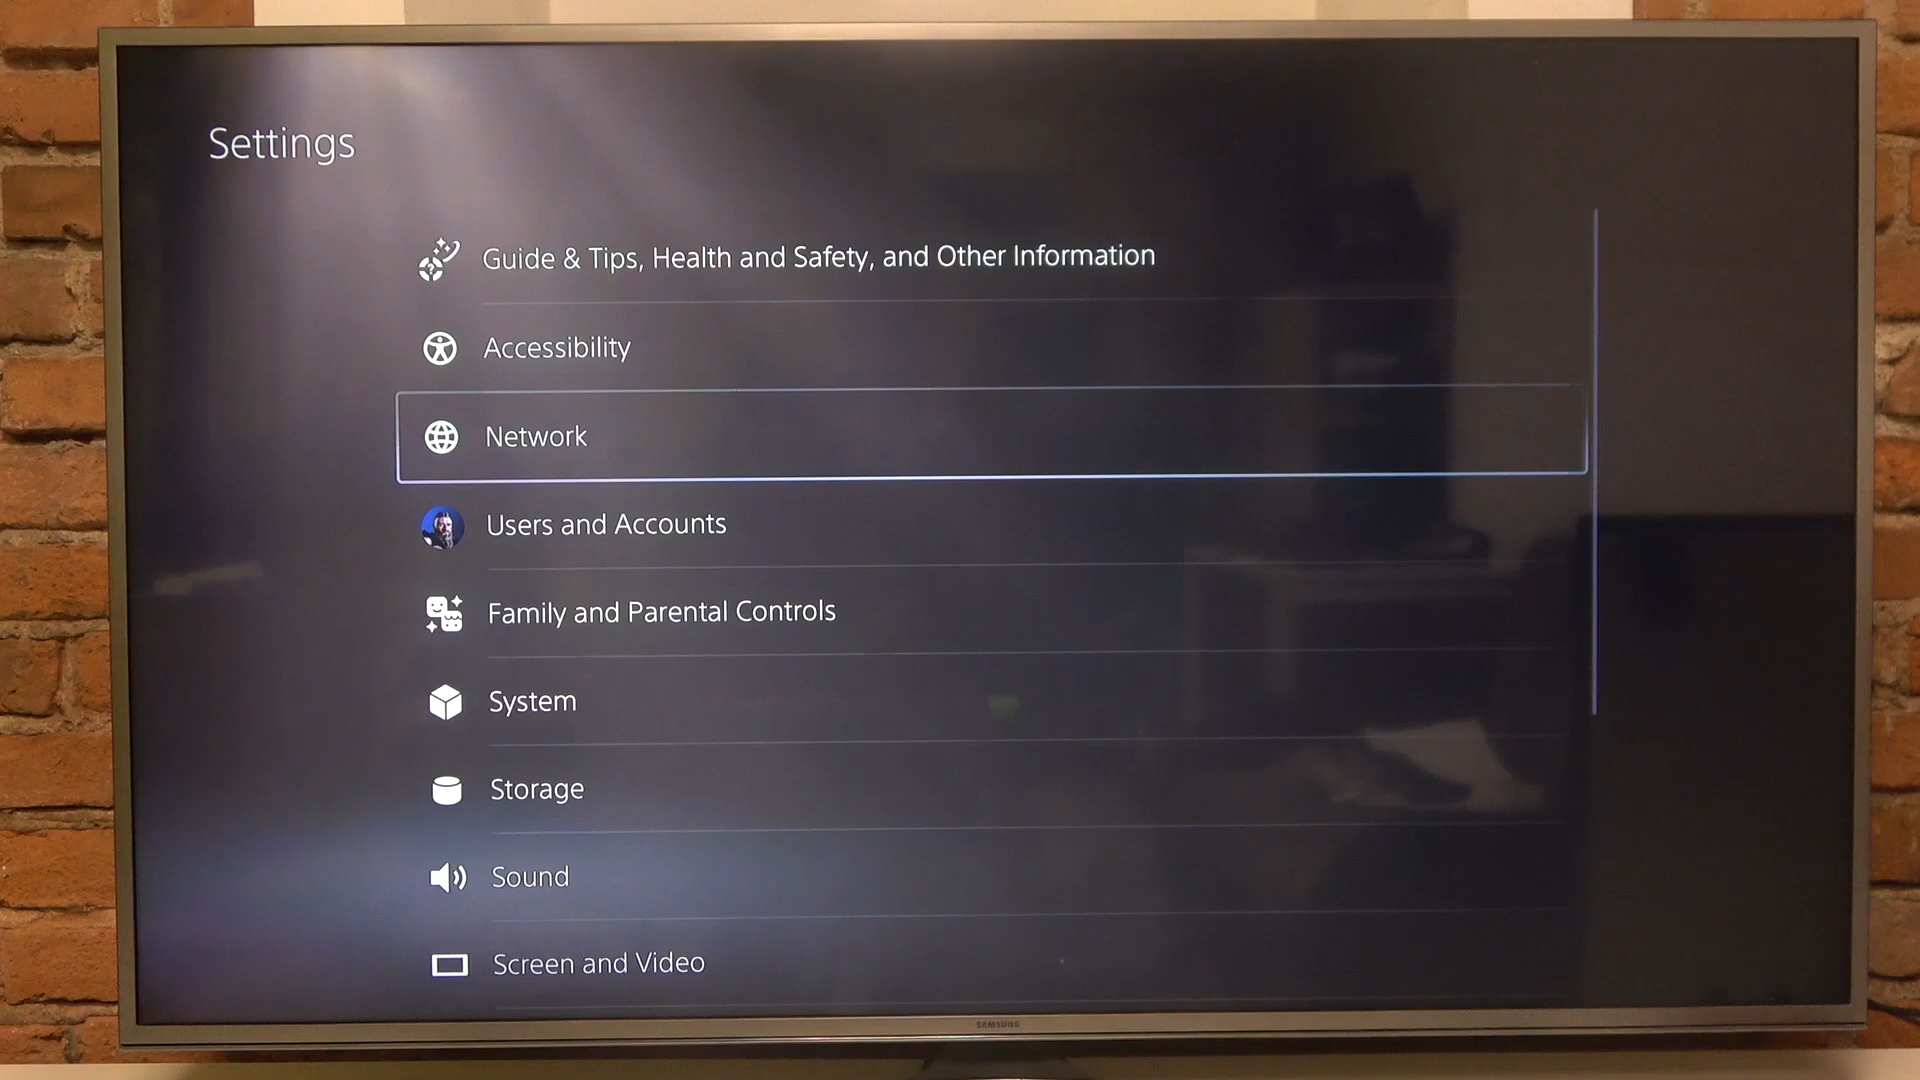 Settings
Guide & Tips, Health and Safety, and Other Information
Accessibility
Network
Users and Accounts
Family and Parental Controls
System
Storage
Sound
Screen and Video
SAMSUNG